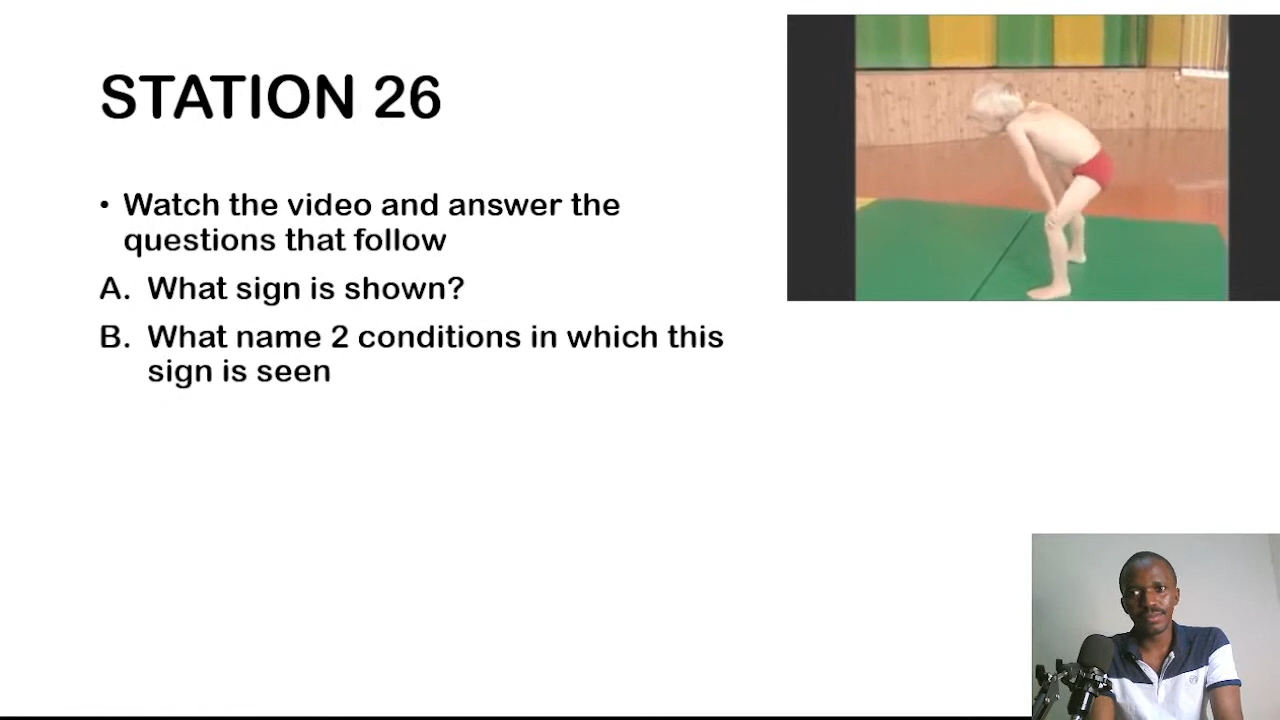 STATION 26
• Watch the video and answer the
questions that follow
A. What sign is shown?
B. What name 2 conditions in which this
sign is seen